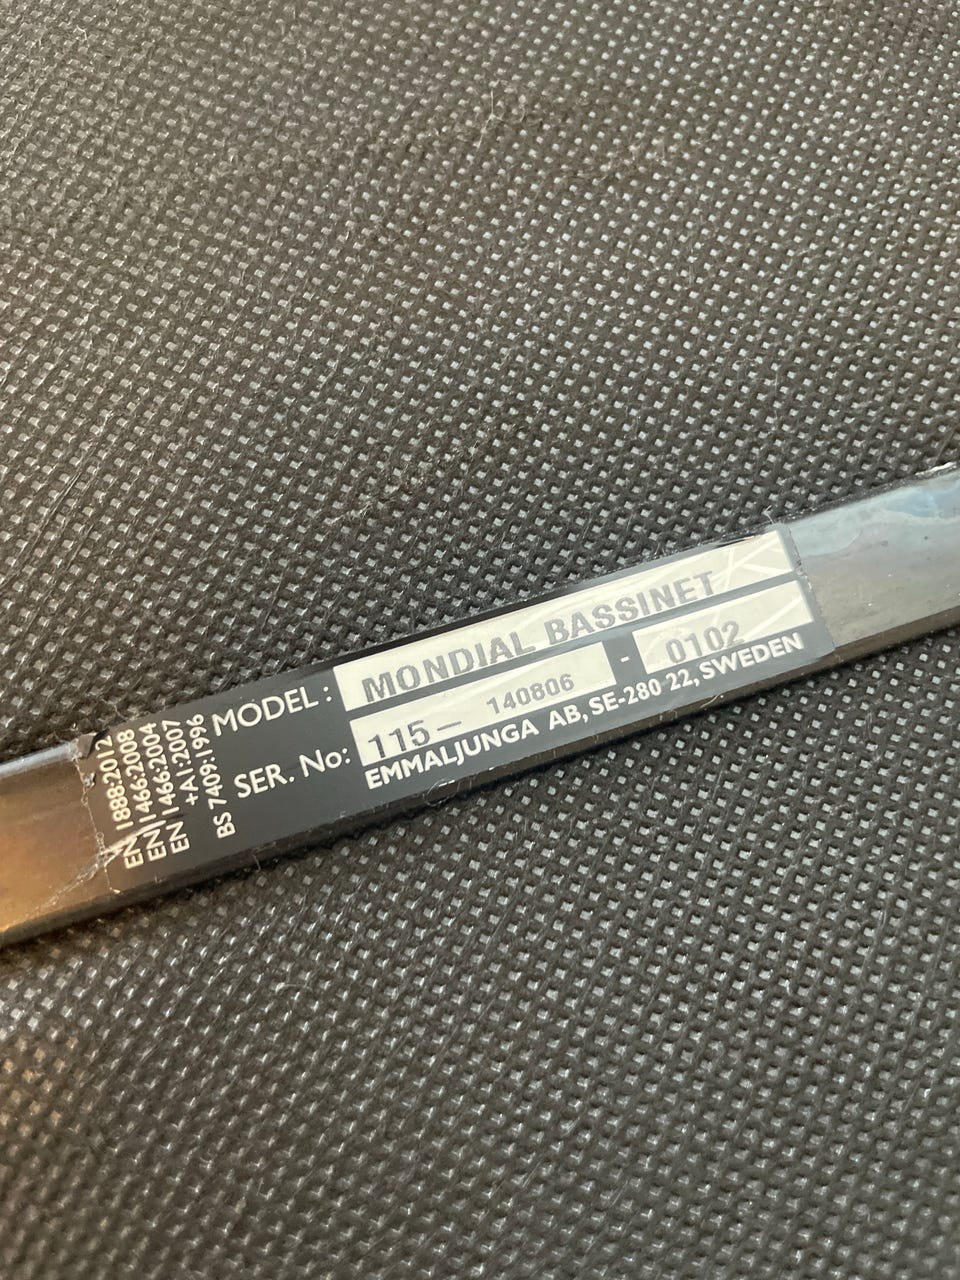 EN 1888:2012
EN 1466:2008
EN 1466:2004
+A1:2007
BS 7409:1996
MODEL: MONDIAL BASSINET
SER. No: 115- 140806 - 0102
EMMALJUNGA AB, SE-280 22, SWEDEN